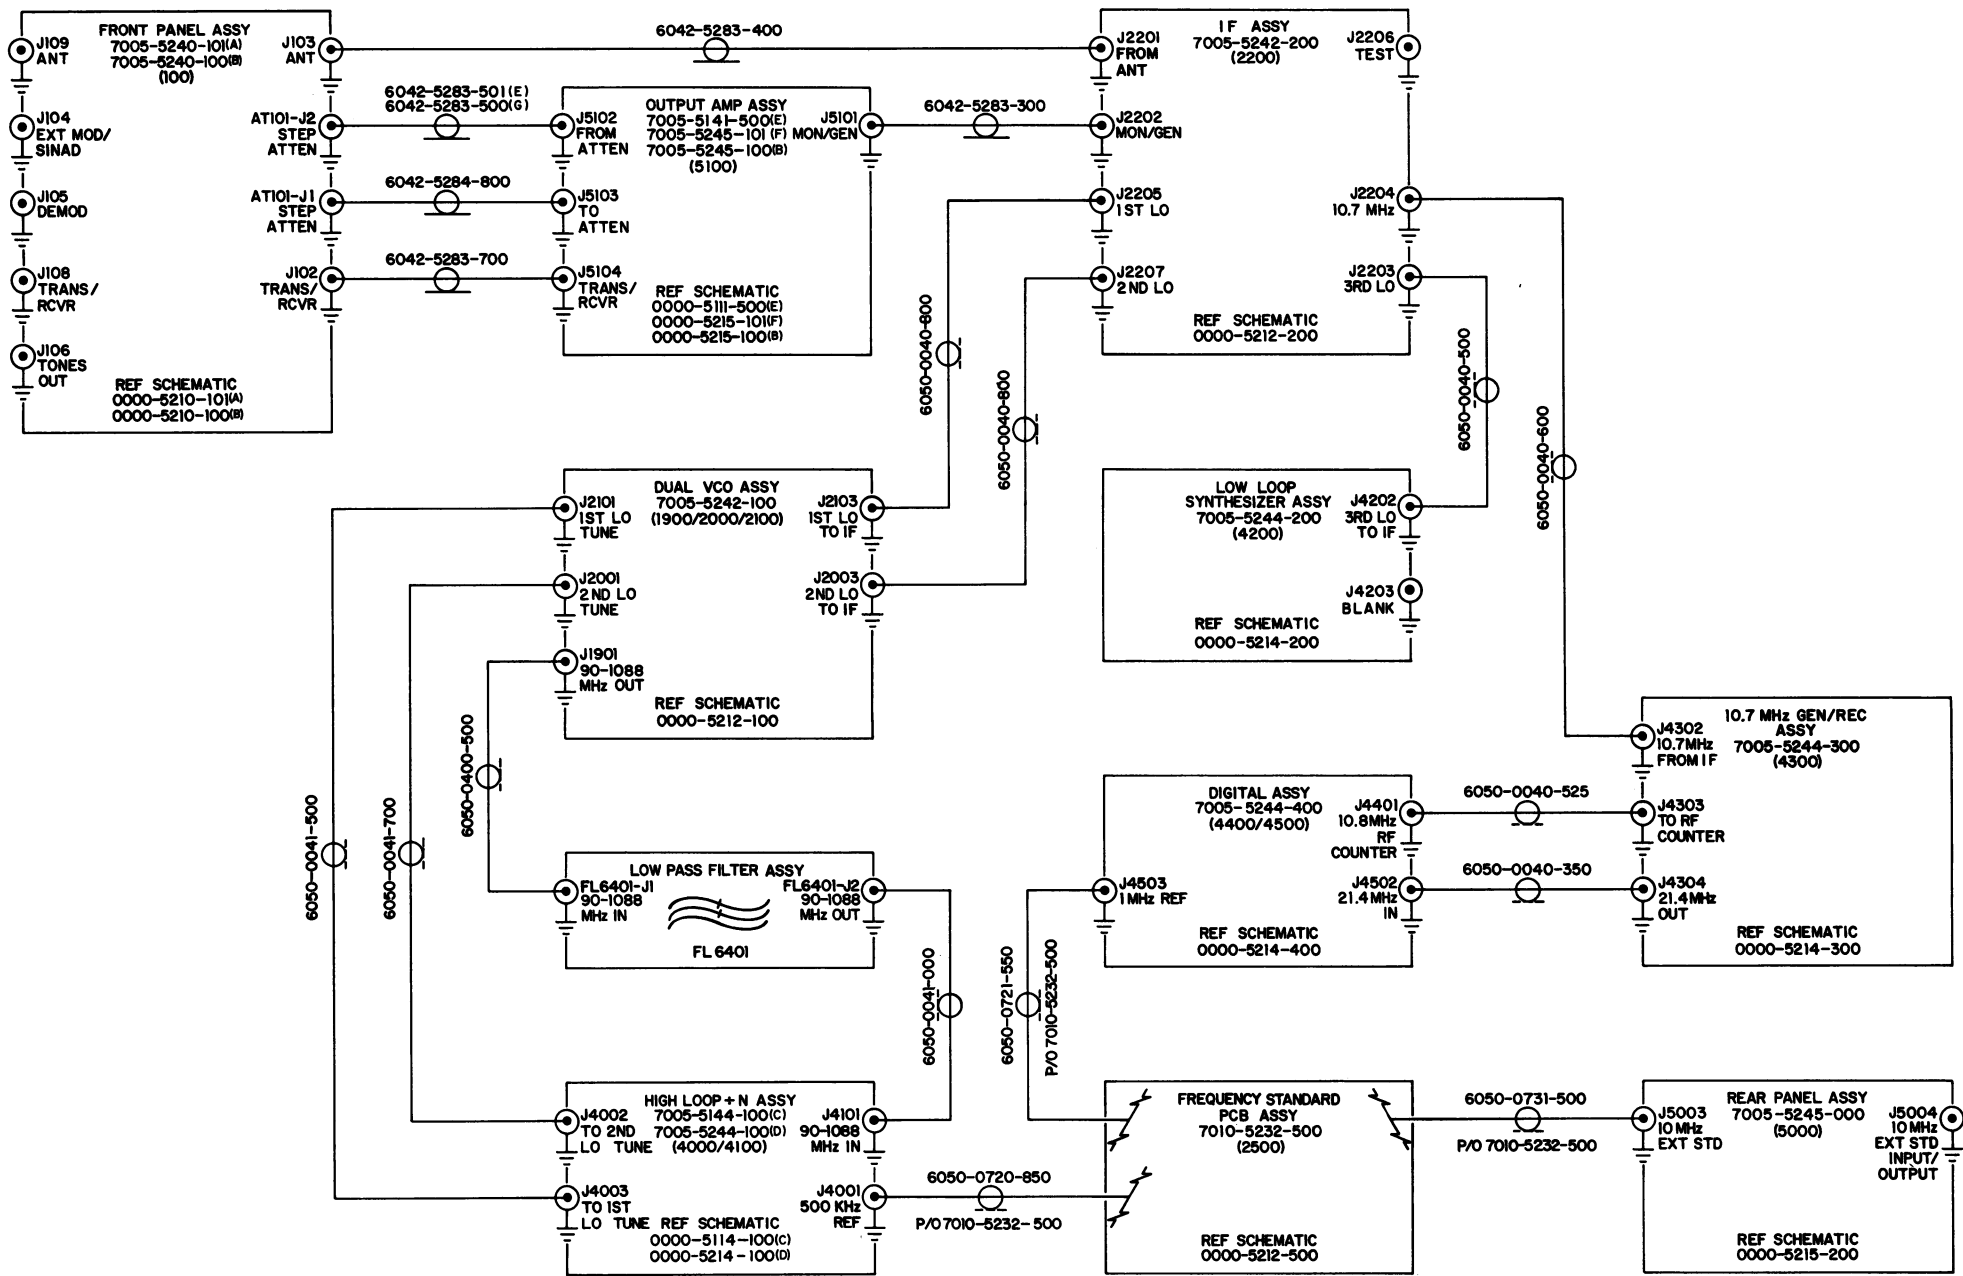 FRONT PANEL ASSY
7005-5240-101(A)
7005-5240-100(B)
(100)
J109
ANT
J103
ANT
J104
EXT MOD/
SINAD
AT101-J2
STEP
ATTEN
J105
DEMOD
AT101-J1
STEP
ATTEN
J108
TRANS/
RCVR
J102
TRANS/
RCVR
J106
TONES
OUT
REF SCHEMATIC
0000-5210-101(A)
0000-5210-100(B)
6042-5283-400
6042-5283-501(E)
6042-5283-500(G)
6042-5284-800
6042-5283-700
OUTPUT AMP ASSY
7005-5141-500(E)
7005-5245-101(F)
7005-5245-100(B)
(5100)
J5102
FROM
ATTEN
J5101
MON/GEN
J5103
TO
ATTEN
J5104
TRANS/
RCVR
REF SCHEMATIC
0000-5111-500(E)
0000-5215-101(F)
0000-5215-100(B)
6042-5283-300
IF ASSY
7005-5242-200
(2200)
J2201
FROM
ANT
J2206
TEST
J2202
MON/GEN
J2205
1ST LO
J2204
10.7 MHz
J2207
2ND LO
J2203
3RD LO
REF SCHEMATIC
0000-5212-200
6050-0040-800
6050-0040-800
6050-0040-500
6050-0040-600
DUAL VCO ASSY
7005-5242-100
(1900/2000/2100)
J2101
1ST LO
TUNE
J2103
1ST LO
TO IF
J2001
2ND LO
TUNE
J2003
2ND LO
TO IF
J1901
90-1088
MHz OUT
REF SCHEMATIC
0000-5212-100
LOW LOOP
SYNTHESIZER ASSY
7005-5244-200
(4200)
J4202
3RD LO
TO IF
J4203
BLANK
REF SCHEMATIC
0000-5214-200
6050-0041-500
6050-0041-700
6050-0400-500
LOW PASS FILTER ASSY
FL6401-J1
90-1088
MHz IN
FL6401-J2
90-1088
MHz OUT
FL6401
6050-0041-000
DIGITAL ASSY
7005-5244-400
(4400/4500)
J4401
10.8MHz
RF
COUNTER
J4503
1 MHz REF
J4502
21.4MHz
IN
REF SCHEMATIC
0000-5214-400
6050-0040-525
6050-0040-350
10.7 MHz GEN/REC
ASSY
7005-5244-300
(4300)
J4302
10.7MHz
FROM IF
J4303
TO RF
COUNTER
J4304
21.4MHz
OUT
REF SCHEMATIC
0000-5214-300
6050-0721-550
P/O 7010-5232-500
HIGH LOOP ÷ N ASSY
7005-5144-100(C)
7005-5244-100(D)
(4000/4100)
J4002
TO 2ND
LO TUNE
J4101
90-1088
MHz IN
J4003
TO 1ST
LO TUNE
J4001
500 KHz
REF
REF SCHEMATIC
0000-5114-100(C)
0000-5214-100(D)
6050-0720-850
P/O 7010-5232-500
FREQUENCY STANDARD
PCB ASSY
7010-5232-500
(2500)
REF SCHEMATIC
0000-5212-500
6050-0731-500
P/O 7010-5232-500
REAR PANEL ASSY
7005-5245-000
(5000)
J5003
10 MHz
EXT STD
J5004
10 MHz
EXT STD
INPUT/
OUTPUT
REF SCHEMATIC
0000-5215-200